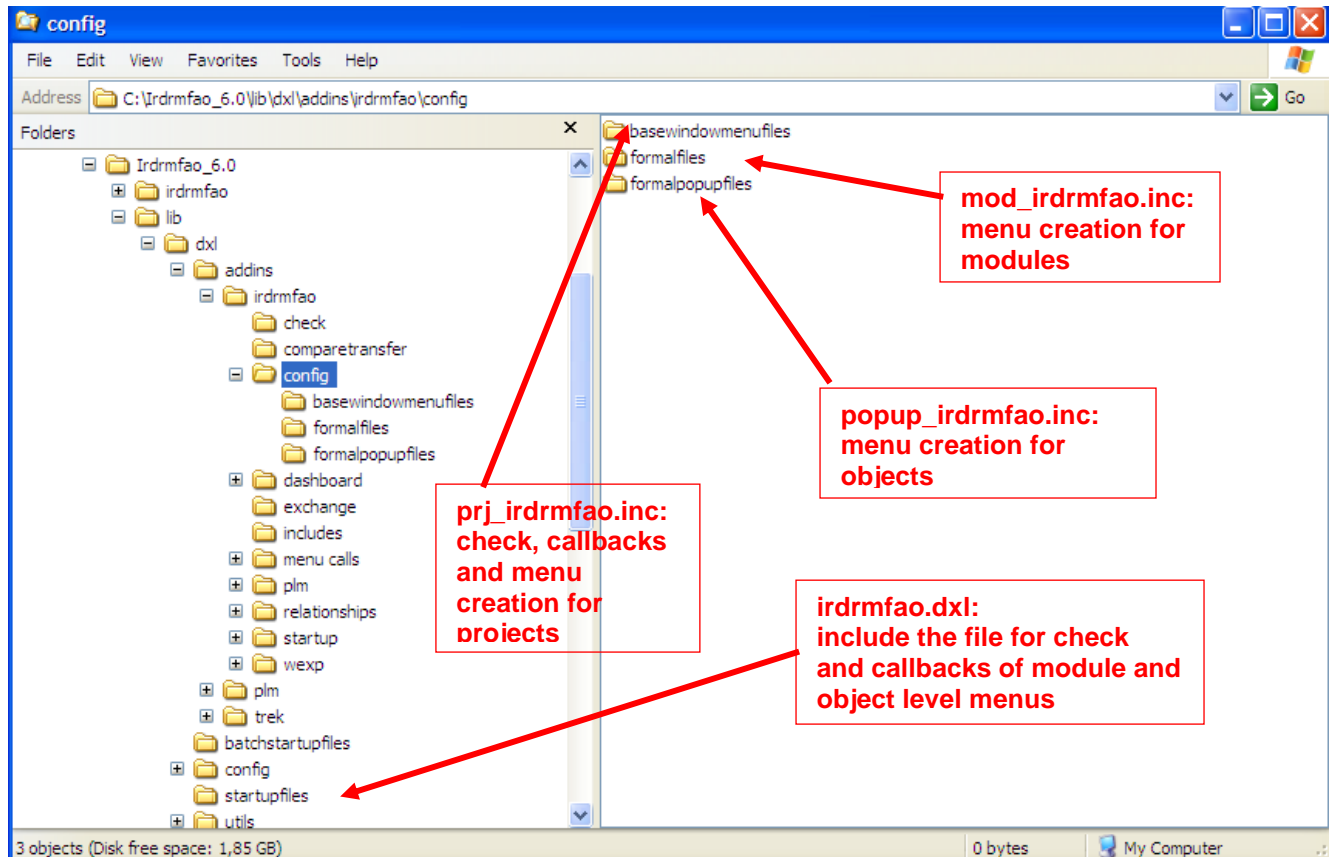 config
File Edit View Favorites Tools Help
Address C:\Irdrmfao_6.0\lib\dxl\addins\irdrmfao\config Go
Folders x
Irdrmfao_6.0
irdrmfao
lib
dxl
addins
irdrmfao
check
comparetransfer
config
basewindowmenufiles
formalfiles
formalpopupfiles
dashboard
exchange
includes
menu calls
plm
relationships
startup
wexp
plm
trek
batchstartupfiles
config
startupfiles
utils
basewindowmenufiles
formalfiles
formalpopupfiles
mod_irdrmfao.inc:
menu creation for
modules
popup_irdrmfao.inc:
menu creation for
objects
prj_irdrmfao.inc:
check, callbacks
and menu
creation for
projects
irdrmfao.dxl:
include the file for check
and callbacks of module and
object level menus
3 objects (Disk free space: 1,85 GB) 0 bytes My Computer